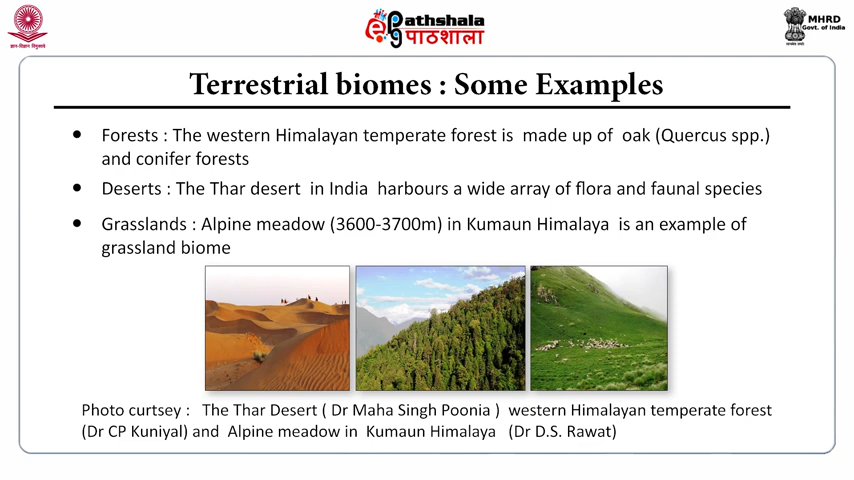 ज्ञान-विज्ञान विमुक्तये
ePathshala
पाठशाला
MHRD
Govt. of India
Terrestrial biomes : Some Examples
● Forests : The western Himalayan temperate forest is made up of oak (Quercus spp.)
and conifer forests
● Deserts : The Thar desert in India harbours a wide array of flora and faunal species
● Grasslands : Alpine meadow (3600-3700m) in Kumaun Himalaya is an example of
grassland biome
Photo curtsey : The Thar Desert ( Dr Maha Singh Poonia ) western Himalayan temperate forest
(Dr CP Kuniyal) and Alpine meadow in Kumaun Himalaya (Dr D.S. Rawat)